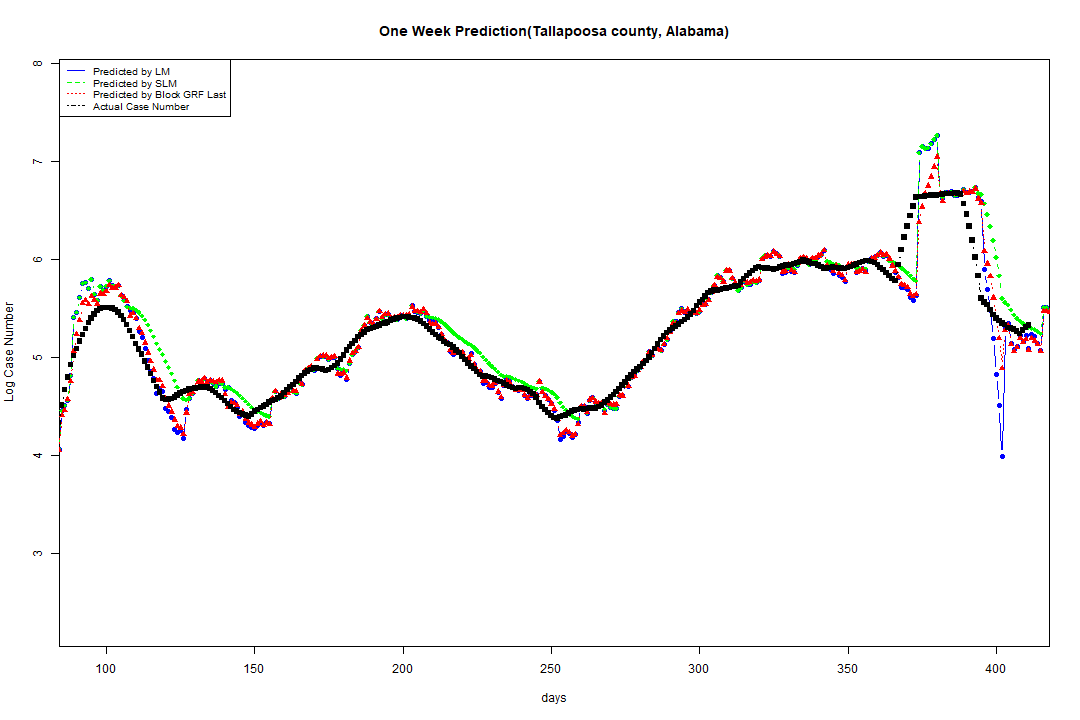 One Week Prediction(Tallapoosa county, Alabama)
Predicted by LM
Predicted by SLM
Predicted by Block GRF Last
Actual Case Number
8
7
6
5
4
3
Log Case Number
100 150 200 250 300 350 400
days